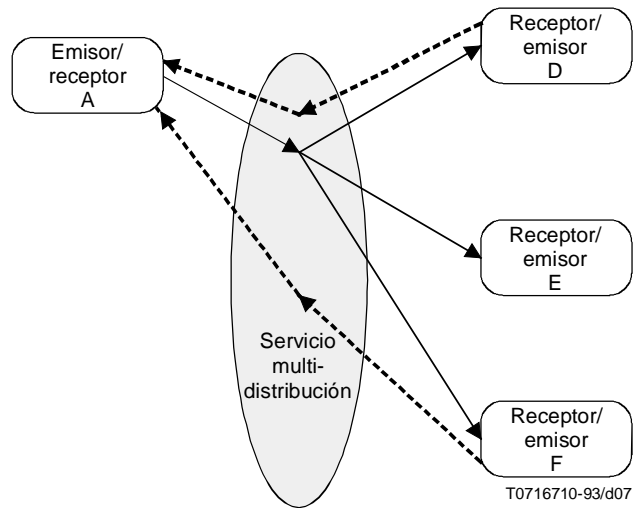 Emisor/
receptor
A
Receptor/
emisor
D
Receptor/
emisor
E
Servicio
multi-
distribución
Receptor/
emisor
F
T0716710-93/d07